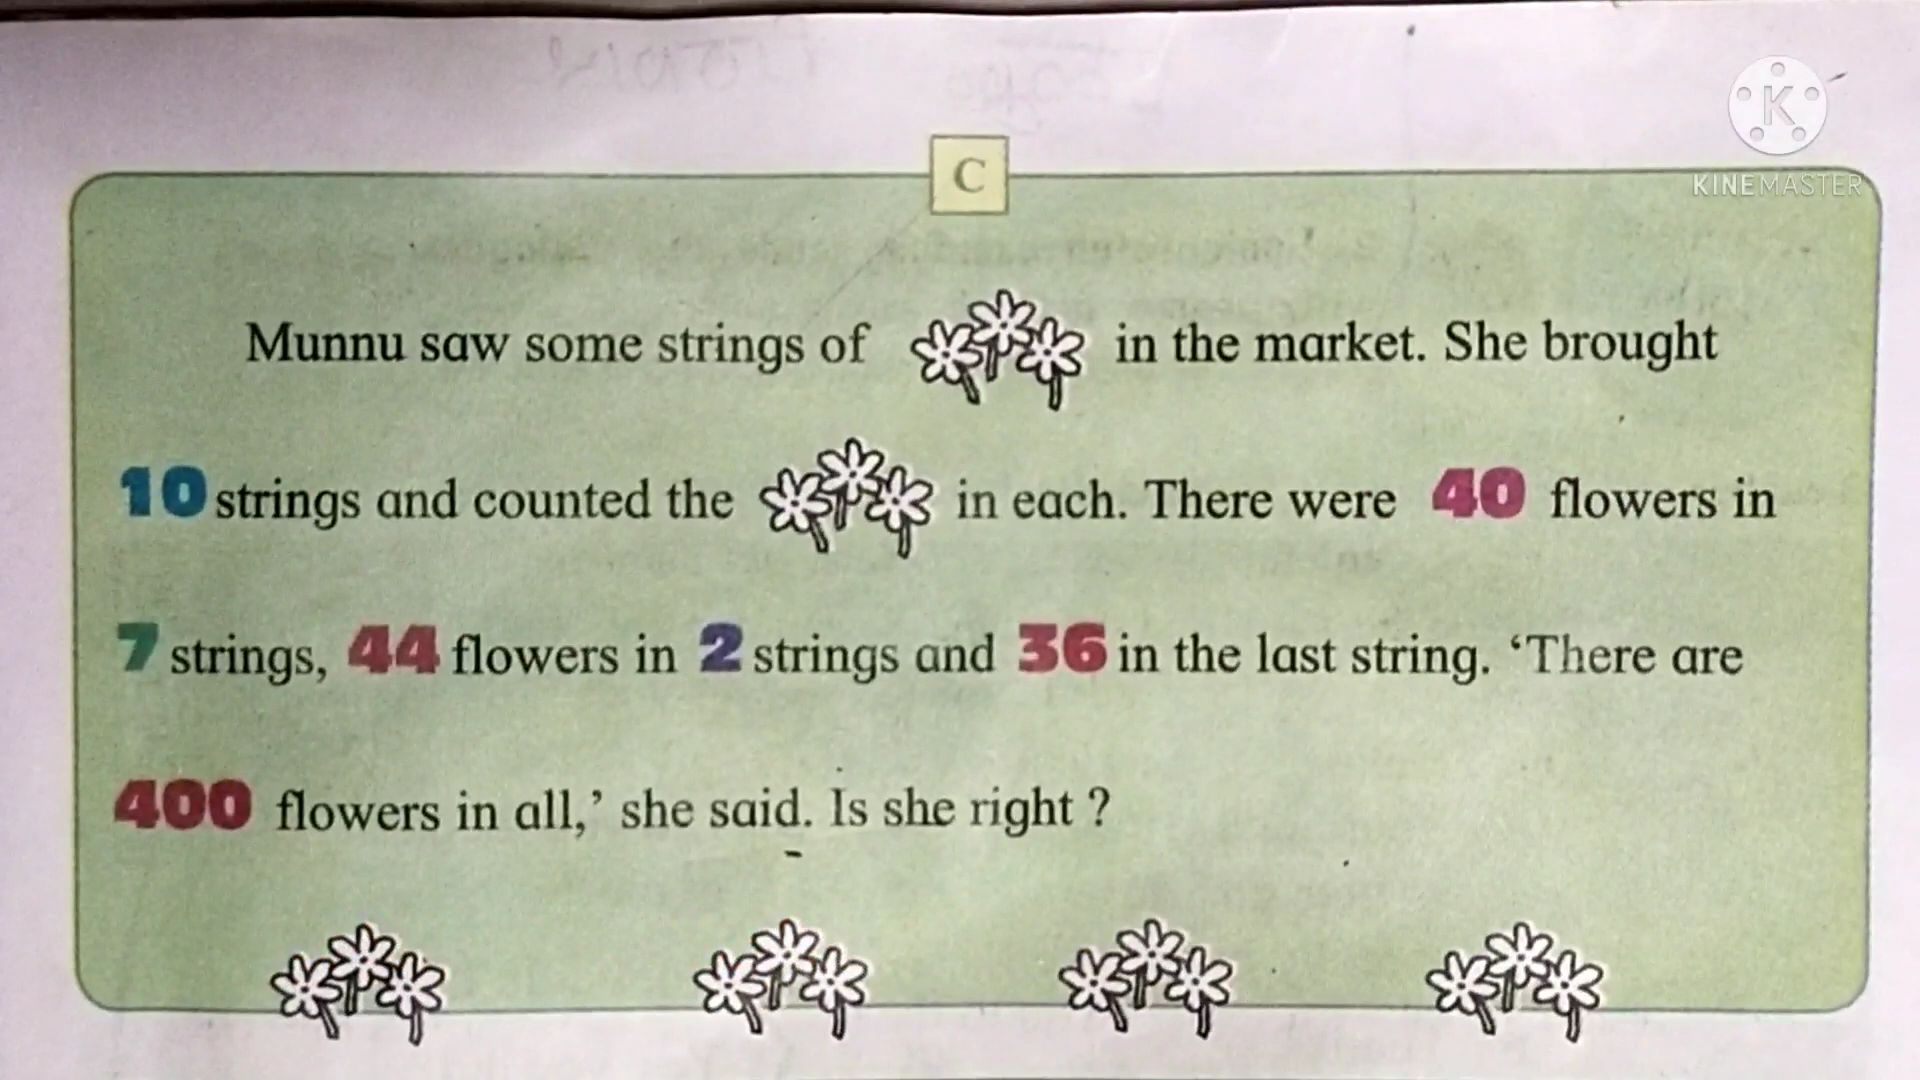 KINEMASTER
C
Munnu saw some strings of in the market. She brought
10 strings and counted the in each. There were 40 flowers in
7 strings, 44 flowers in 2 strings and 36 in the last string. ‘There are
400 flowers in all,’ she said. Is she right ?